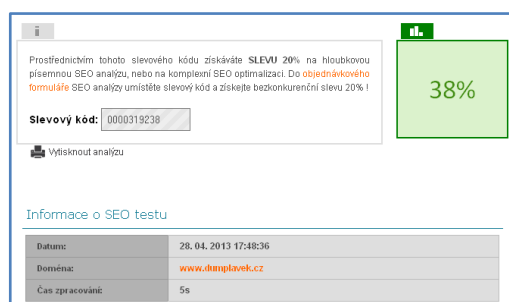 Prostřednictvím tohoto slevového kódu získáváte SLEVU 20% na hloubkovou
písemnou SEO analýzu, nebo na komplexní SEO optimalizaci. Do objednávkového
formuláře SEO analýzy umístěte slevový kód a získejte bezkonkurenční slevu 20% !
Slevový kód: 0000319238
38%
Vytisknout analýzu
Informace o SEO testu
Datum: 28. 04. 2013 17:48:36
Doména: www.dumplavek.cz
Čas zpracování: 5s